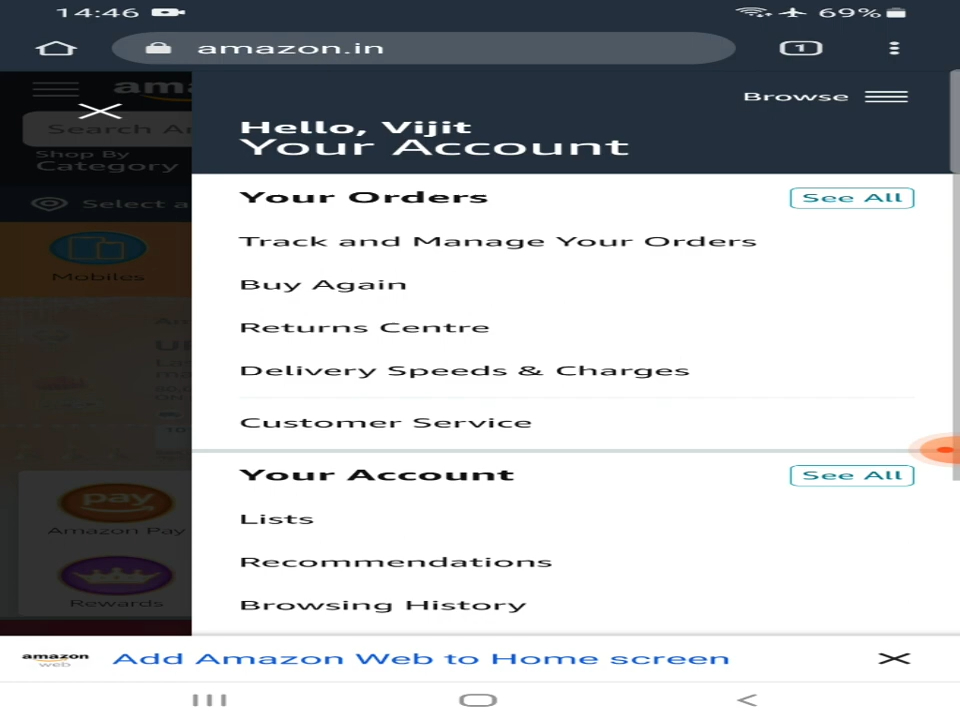 14:46 69%
amazon.in 1
Browse
Hello, Vijit
Your Account
Search
Shop By
Category
Select a
Mobiles
Your Orders See All
Track and Manage Your Orders
Buy Again
Returns Centre
Delivery Speeds & Charges
Customer Service
Your Account See All
Lists
Recommendations
Browsing History
pay
Amazon Pay
Rewards
amazon
web
Add Amazon Web to Home screen